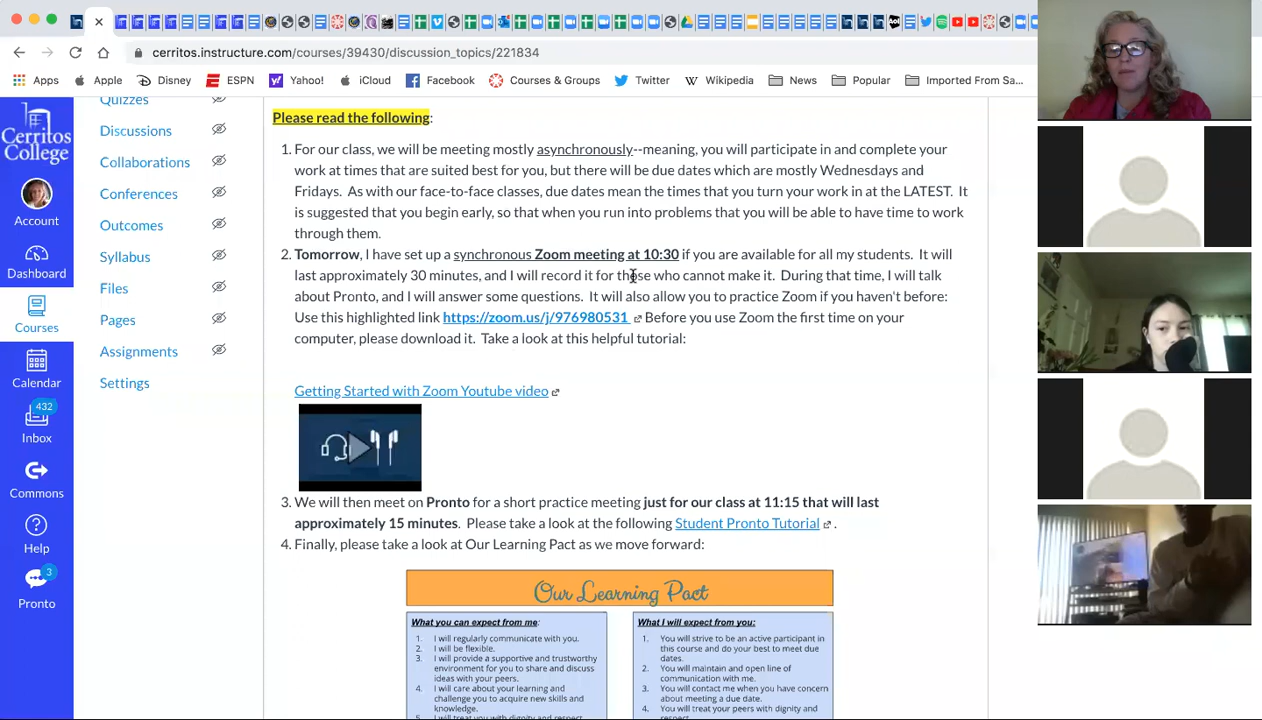 cerritos.instructure.com/courses/39430/discussion_topics/221834
Apps Apple Disney ESPN Yahoo! iCloud Facebook Courses & Groups Twitter Wikipedia News Popular Imported From Sa...
Cerritos
College
Account
Dashboard
Courses
Calendar
432
Inbox
Commons
Help
3
Pronto
Quizzes
Discussions
Collaborations
Conferences
Outcomes
Syllabus
Files
Pages
Assignments
Settings
Please read the following:
1. For our class, we will be meeting mostly asynchronously--meaning, you will participate in and complete your
work at times that are suited best for you, but there will be due dates which are mostly Wednesdays and
Fridays. As with our face-to-face classes, due dates mean the times that you turn your work in at the LATEST. It
is suggested that you begin early, so that when you run into problems that you will be able to have time to work
through them.
2. Tomorrow, I have set up a synchronous Zoom meeting at 10:30 if you are available for all my students. It will
last approximately 30 minutes, and I will record it for those who cannot make it. During that time, I will talk
about Pronto, and I will answer some questions. It will also allow you to practice Zoom if you haven't before:
Use this highlighted link https://zoom.us/j/976980531 Before you use Zoom the first time on your
computer, please download it. Take a look at this helpful tutorial:
Getting Started with Zoom Youtube video
3. We will then meet on Pronto for a short practice meeting just for our class at 11:15 that will last
approximately 15 minutes. Please take a look at the following Student Pronto Tutorial .
4. Finally, please take a look at Our Learning Pact as we move forward:
Our Learning Pact
What you can expect from me:
1. I will regularly communicate with you.
2. I will be flexible.
3. I will provide a supportive and trustworthy
environment for you to share and discuss
ideas with your peers.
4. I will care about your learning and
challenge you to acquire new skills and
knowledge.
5. I will treat you with dignity and respect
What I will expect from you:
1. You will strive to be an active participant in
this course and do your best to meet due
dates.
2. You will maintain and open line of
communication with me.
3. You will contact me when you have concern
about meeting a due date.
4. You will treat your peers with dignity and
respect